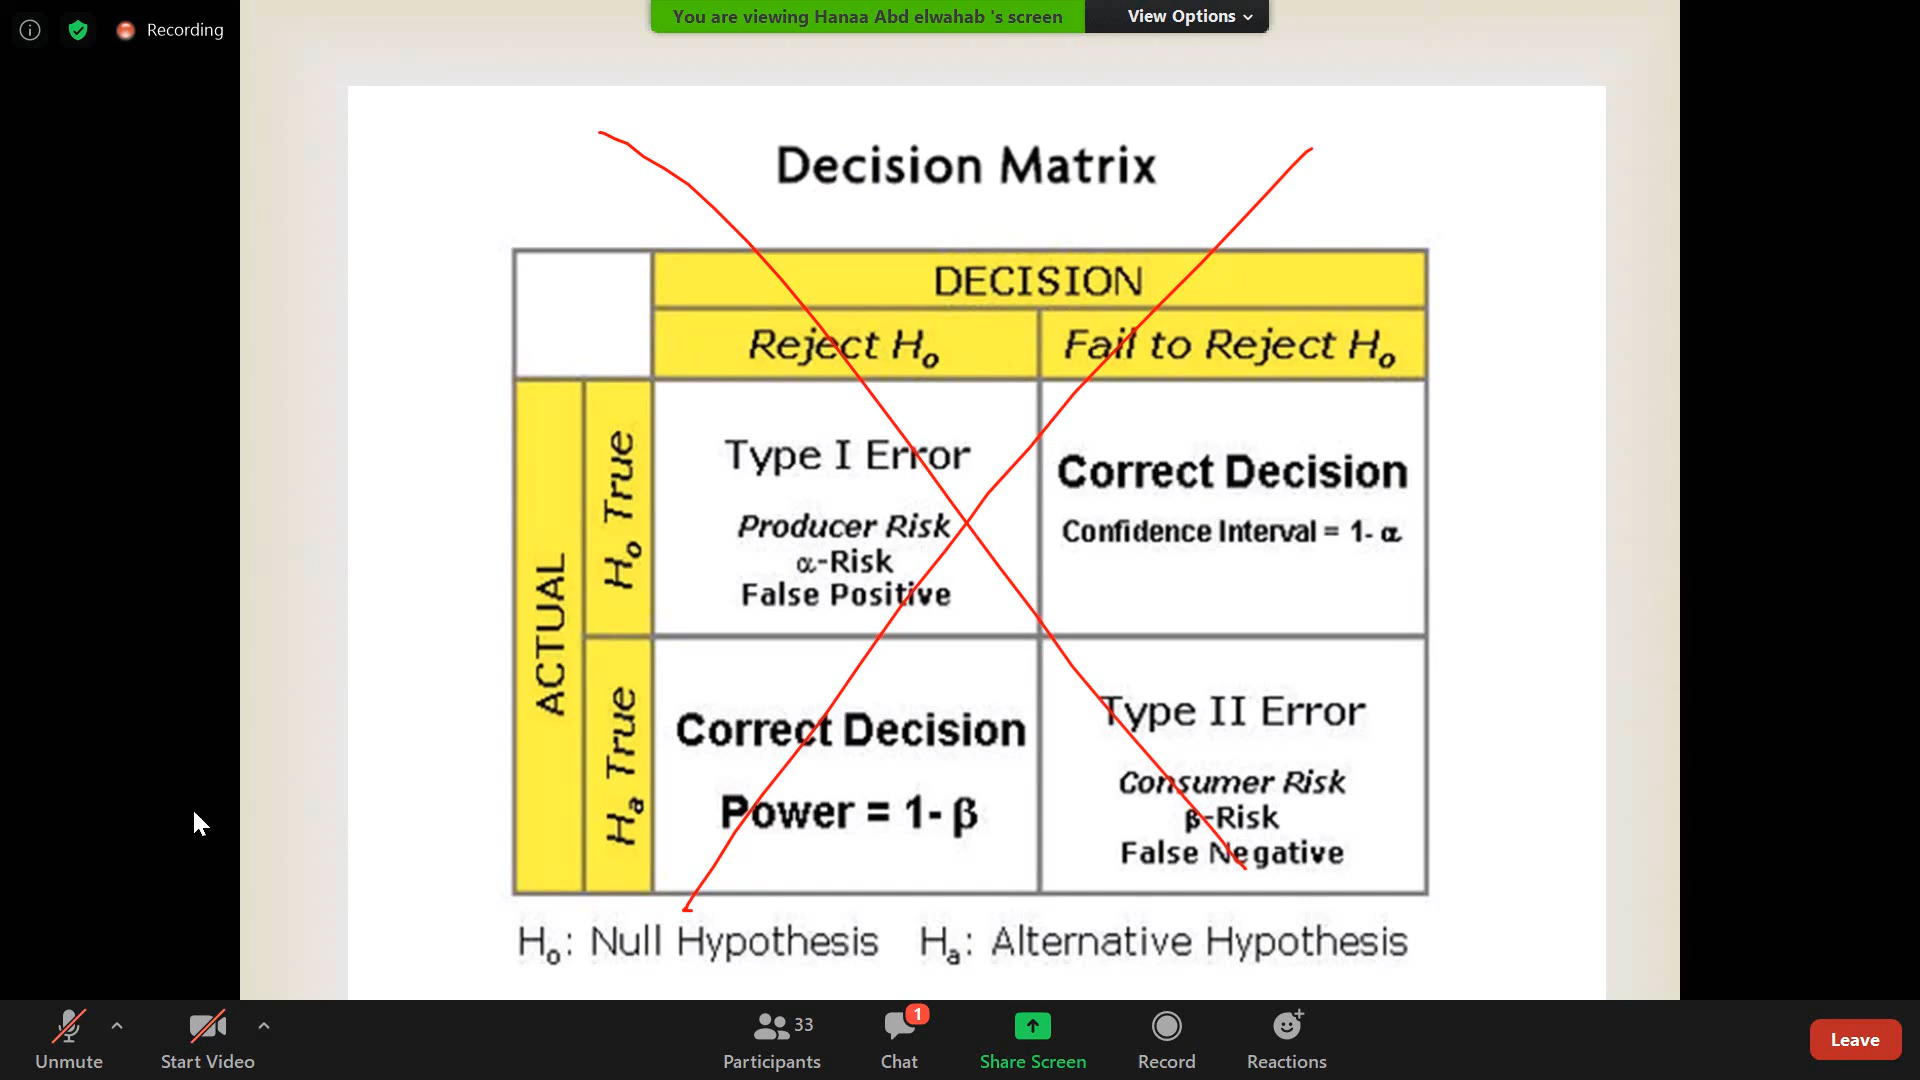 Recording
You are viewing Hanaa Abd elwahab 's screen
View Options
Decision Matrix
DECISION
Reject Ho
Fail to Reject Ho
ACTUAL
Ho True
Type I Error
Producer Risk
α-Risk
False Positive
Correct Decision
Confidence Interval = 1- α
Ha True
Correct Decision
Power = 1- β
Type II Error
Consumer Risk
β-Risk
False Negative
Ho: Null Hypothesis Ha: Alternative Hypothesis
Unmute
Start Video
33
Participants
1
Chat
Share Screen
Record
Reactions
Leave